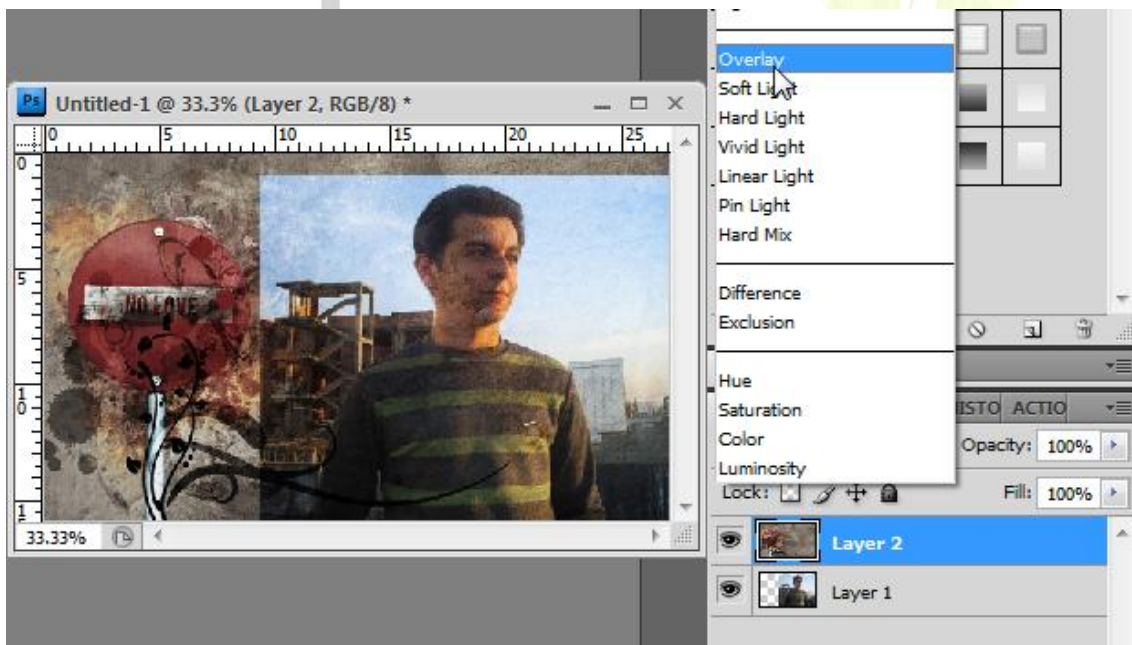 Overlay
Ps Untitled-1 @ 33.3% (Layer 2, RGB/8) *
Soft Light
Hard Light
0 5 10 15 20 25
Vivid Light
0
Linear Light
Pin Light
Hard Mix
5
NO LOVE
Difference
Exclusion
Hue
10
ISTO ACTIO
Saturation
Color
Opacity: 100%
Luminosity
Lock: Fill: 100%
1
33.33%
Layer 2
Layer 1